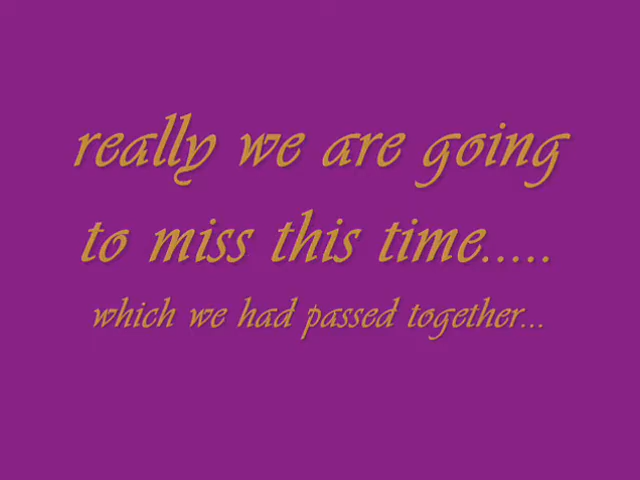 really we are going
to miss this time.....
which we had passed together...